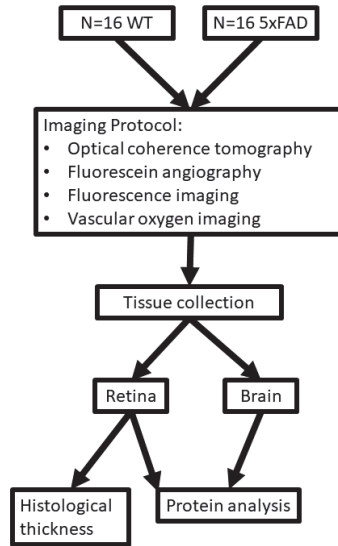 N=16 WT
N=16 5xFAD
Imaging Protocol:
• Optical coherence tomography
• Fluorescein angiography
• Fluorescence imaging
• Vascular oxygen imaging
Tissue collection
Retina
Brain
Histological
thickness
Protein analysis